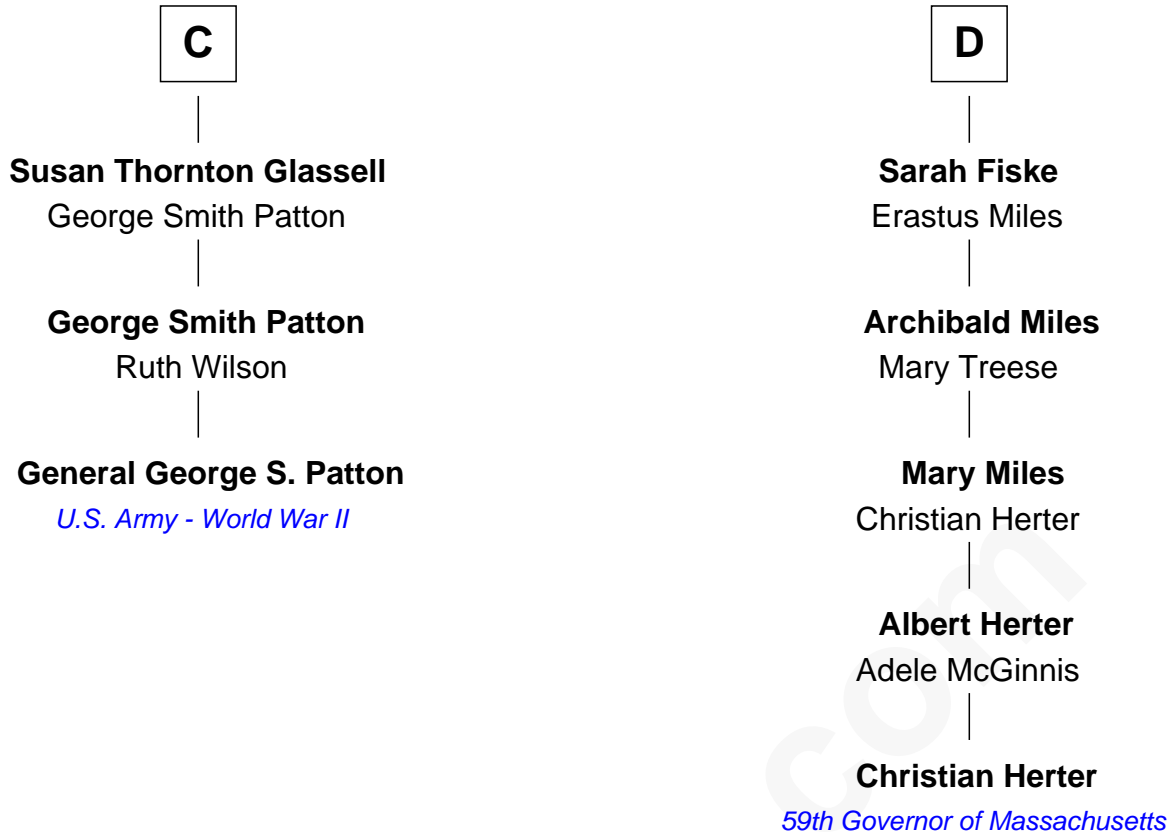 C
Susan Thornton Glassell
George Smith Patton
George Smith Patton
Ruth Wilson
General George S. Patton
U.S. Army - World War II
D
Sarah Fiske
Erastus Miles
Archibald Miles
Mary Treese
Mary Miles
Christian Herter
Albert Herter
Adele McGinnis
Christian Herter
59th Governor of Massachusetts
com